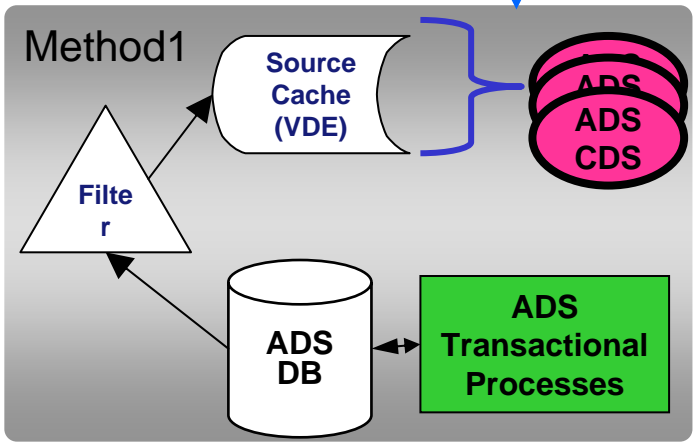 Method1
Source
Cache
(VDE)
ADS
ADS
CDS
Filte
r
ADS
DB
ADS
Transactional
Processes